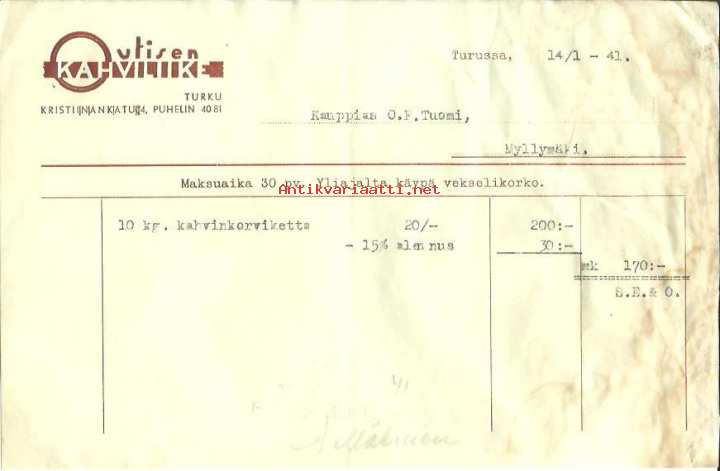 Outisen
KAHVILIIKE
TURKU
KRISTIINANKATU 4, PUHELIN 4081
Turussa, 14/1 - 41.
Kauppias O.F.Tuomi,
Myllymäki.
Maksuaika 30 pv. Yliajalta käypä vekselikorko.
Antikvariaatti.net
10 kg. kahvinkorviketta 20/- 200:-
- 15% alennus 30:-
mk 170:-
S.E.& O.